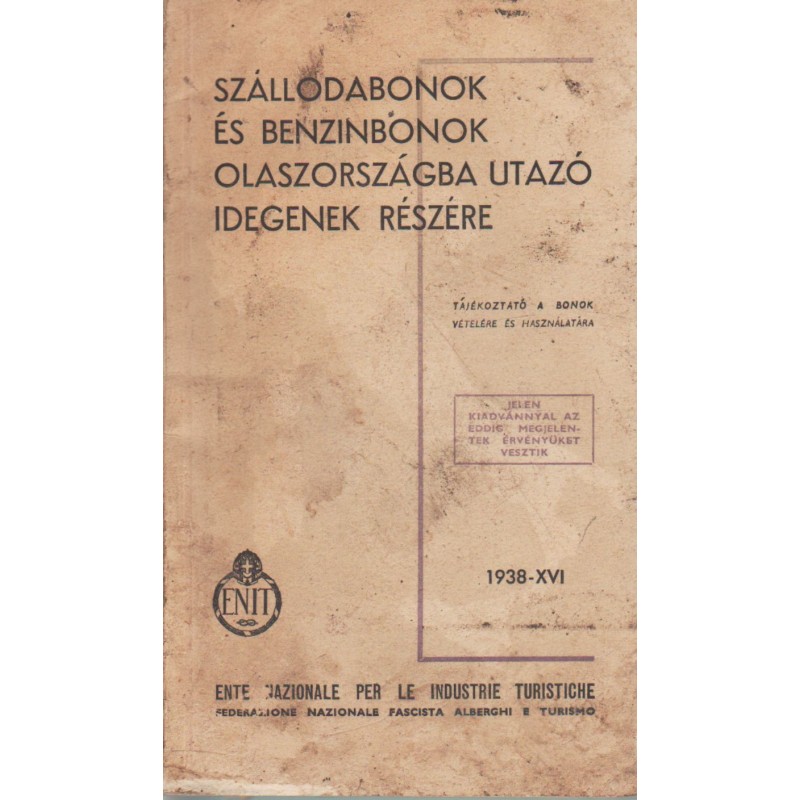 SZÁLLODABONOK
ÉS BENZINBONOK
OLASZORSZÁGBA UTAZÓ
IDEGENEK RÉSZÉRE
TÁJÉKOZTATÓ A BONOK
VÉTELÉRE ÉS HASZNÁLATÁRA
JELEN
KIADVÁNNYAL AZ
EDDIG MEGJELEN-
TEK ÉRVÉNYÜKET
VESZTIK
1938-XVI
ENIT
ENTE NAZIONALE PER LE INDUSTRIE TURISTICHE
FEDERAZIONE NAZIONALE FASCISTA ALBERGHI E TURISMO